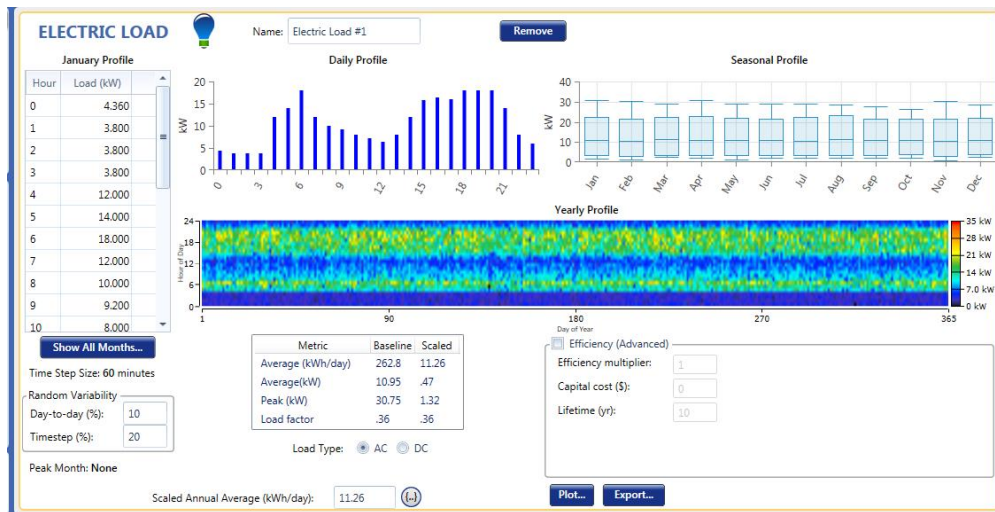 ELECTRIC LOAD
Name: Electric Load #1
Remove
January Profile
Hour Load (kW)
0 4.360
1 3.800
2 3.800
3 3.800
4 12.000
5 14.000
6 18.000
7 12.000
8 10.000
9 9.200
10 8.000
Show All Months...
Time Step Size: 60 minutes
Random Variability
Day-to-day (%): 10
Timestep (%): 20
Peak Month: None
Daily Profile
kW
20
15
10
5
0
0 3 6 9 12 15 18 21
Seasonal Profile
kW
40
30
20
10
0
Jan Feb Mar Apr May Jun Jul Aug Sep Oct Nov Dec
Yearly Profile
Hour of Day
24
18
12
6
0
1 90 180 270 365
Day of Year
35 kW
28 kW
21 kW
14 kW
7.0 kW
0 kW
Metric Baseline Scaled
Average (kWh/day) 262.8 11.26
Average(kW) 10.95 .47
Peak (kW) 30.75 1.32
Load factor .36 .36
Load Type: AC DC
Scaled Annual Average (kWh/day): 11.26 {..}
Efficiency (Advanced)
Efficiency multiplier: 1
Capital cost ($): 0
Lifetime (yr): 10
Plot... Export...